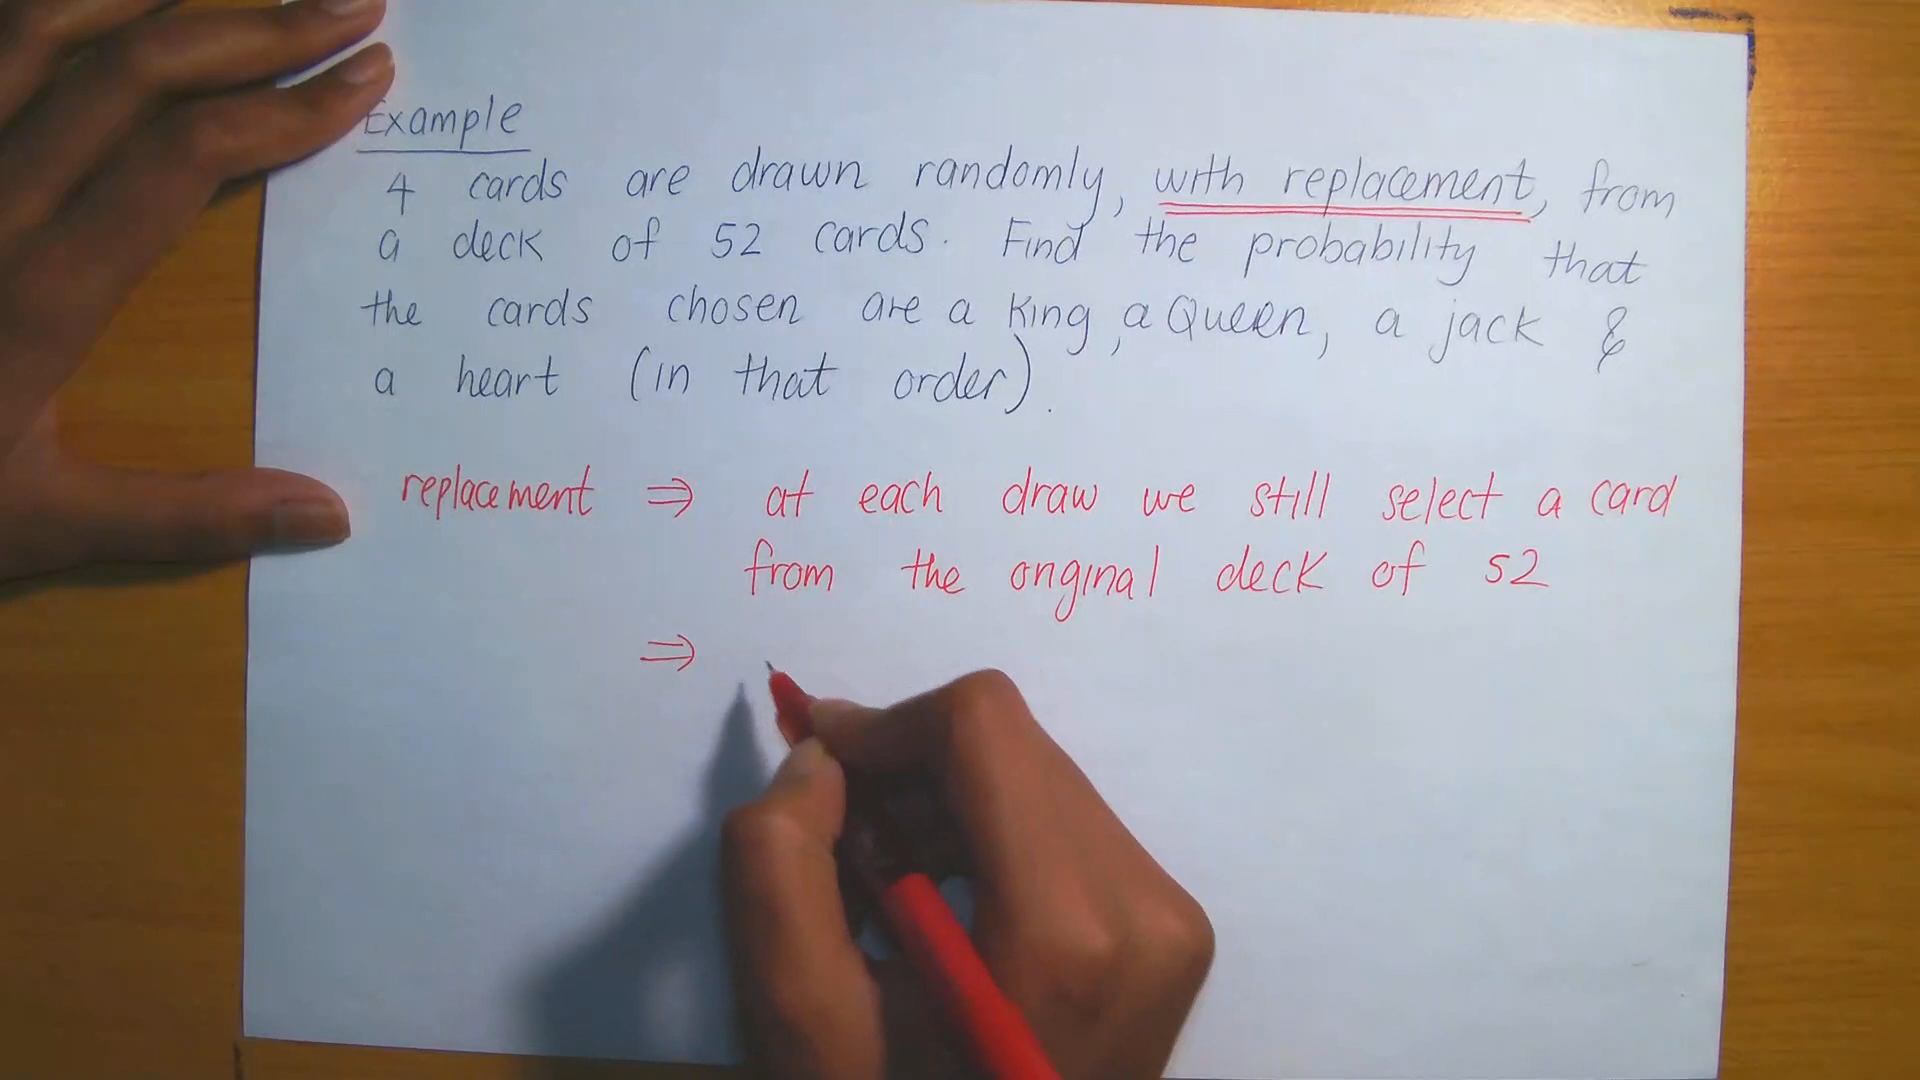 Example
4 cards are drawn randomly, with replacement, from
a deck of 52 cards. Find the probability that
the cards chosen are a King, a Queen, a jack &
a heart (in that order).
replacement ⇒ at each draw we still select a card
from the original deck of 52
⇒